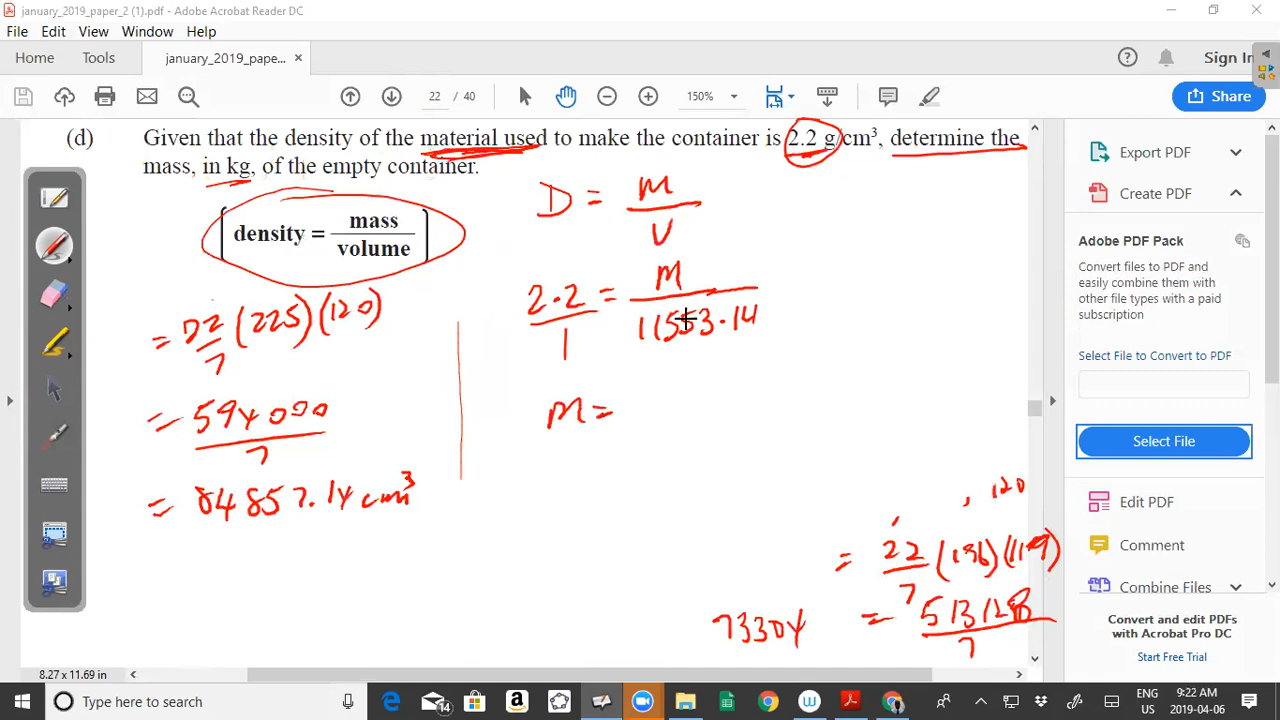 january_2019_paper_2 (1).pdf - Adobe Acrobat Reader DC
File Edit View Window Help
Home Tools january_2019_pape... × Sign In
22 / 40 150% Share
(d) Given that the density of the material used to make the container is 2.2 g/cm³, determine the
mass, in kg, of the empty container.
density = mass / volume
D = M / V
2.2 / 1 = M / 11553.14
M =
= 22/7 (225)(120)
= 594000 / 7
= 84857.14 cm³
120
= 22/7 (196)(119)
73304 = 513128 / 7
Export PDF
Create PDF
Adobe PDF Pack
Convert files to PDF and
easily combine them with
other file types with a paid
subscription
Select File to Convert to PDF
Select File
Edit PDF
Comment
Combine Files
Convert and edit PDFs
with Acrobat Pro DC
Start Free Trial
8.27 x 11.69 in
Type here to search
14
ENG
US
9:22 AM
2019-04-06